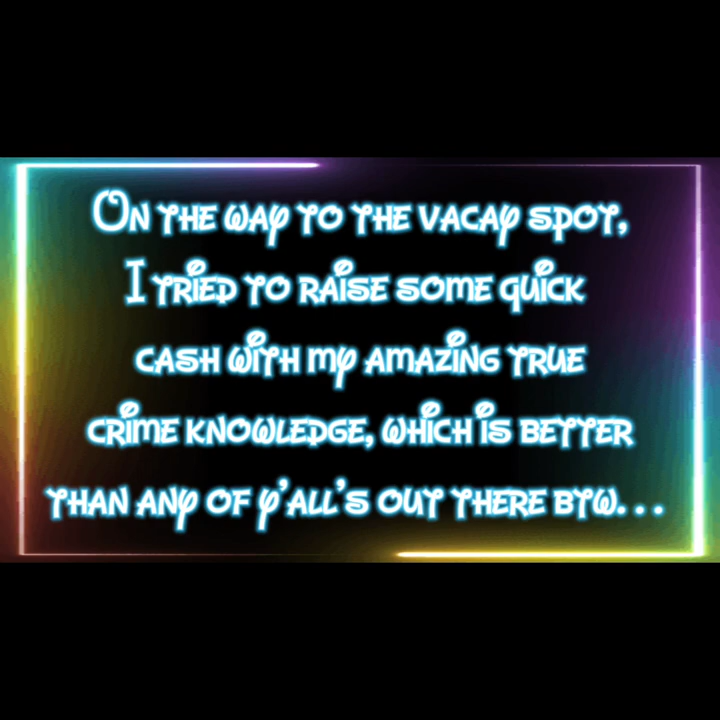 On the way to the vacay spot,
I tried to raise some quick
cash with my amazing true
crime knowledge, which is better
than any of y’all’s out there btw. . .